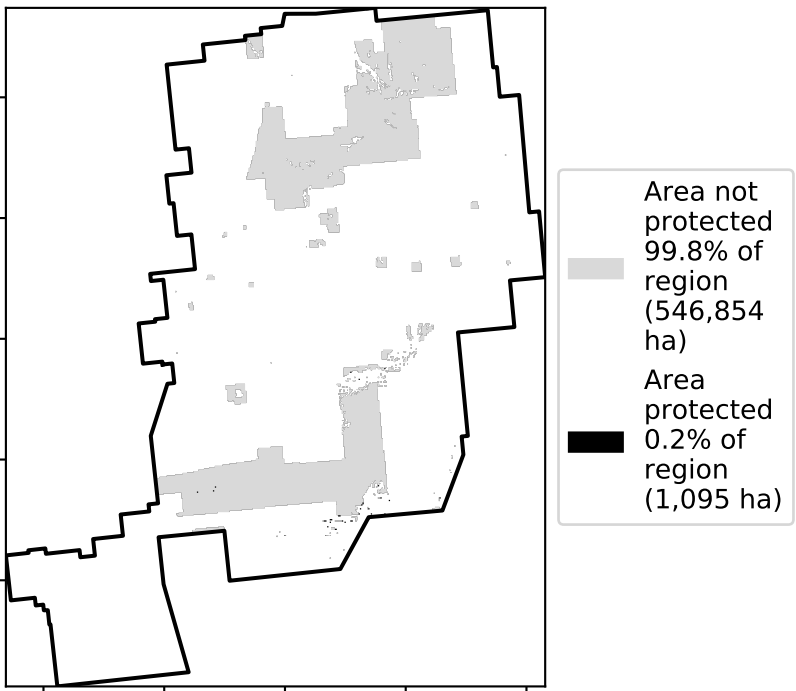 Area not
protected
99.8% of
region
(546,854
ha)
Area
protected
0.2% of
region
(1,095 ha)